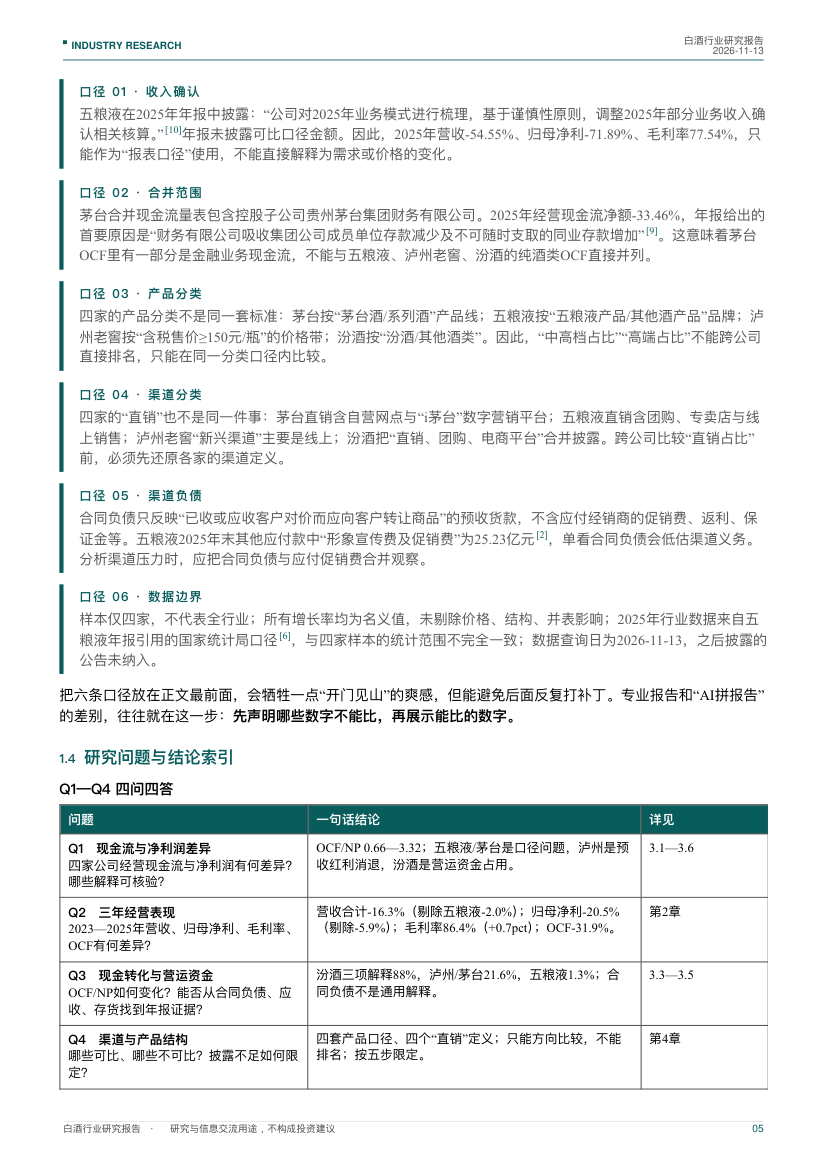 INDUSTRY RESEARCH
白酒行业研究报告
2026-11-13
口径 01 · 收入确认
五粮液在2025年年报中披露：“公司对2025年业务模式进行梳理，基于谨慎性原则，调整2025年部分业务收入确
认相关核算。”[10]年报未披露可比口径金额。因此，2025年营收-54.55%、归母净利-71.89%、毛利率77.54%，只
能作为“报表口径”使用，不能直接解释为需求或价格的变化。
口径 02 · 合并范围
茅台合并现金流量表包含控股子公司贵州茅台集团财务有限公司。2025年经营现金流净额-33.46%，年报给出的
首要原因是“财务有限公司吸收集团公司成员单位存款减少及不可随时支取的同业存款增加”[9]。这意味着茅台
OCF里有一部分是金融业务现金流，不能与五粮液、泸州老窖、汾酒的纯酒类OCF直接并列。
口径 03 · 产品分类
四家的产品分类不是同一套标准：茅台按“茅台酒/系列酒”产品线；五粮液按“五粮液产品/其他酒产品”品牌；泸
州老窖按“含税售价≥150元/瓶”的价格带；汾酒按“汾酒/其他酒类”。因此，“中高档占比”“高端占比”不能跨公司
直接排名，只能在同一分类口径内比较。
口径 04 · 渠道分类
四家的“直销”也不是同一件事：茅台直销含自营网点与“i茅台”数字营销平台；五粮液直销含团购、专卖店与线
上销售；泸州老窖“新兴渠道”主要是线上；汾酒把“直销、团购、电商平台”合并披露。跨公司比较“直销占比”
前，必须先还原各家的渠道定义。
口径 05 · 渠道负债
合同负债只反映“已收或应收客户对价而应向客户转让商品”的预收货款，不含应付经销商的促销费、返利、保
证金等。五粮液2025年末其他应付款中“形象宣传费及促销费”为25.23亿元[2]，单看合同负债会低估渠道义务。
分析渠道压力时，应把合同负债与应付促销费合并观察。
口径 06 · 数据边界
样本仅四家，不代表全行业；所有增长率均为名义值，未剔除价格、结构、并表影响；2025年行业数据来自五
粮液年报引用的国家统计局口径[6]，与四家样本的统计范围不完全一致；数据查询日为2026-11-13，之后披露的
公告未纳入。
把六条口径放在正文最前面，会牺牲一点“开门见山”的爽感，但能避免后面反复打补丁。专业报告和“AI拼报告”
的差别，往往就在这一步：先声明哪些数字不能比，再展示能比的数字。
1.4 研究问题与结论索引
Q1—Q4 四问四答
问题 一句话结论 详见
Q1 现金流与净利润差异
四家公司经营现金流与净利润有何差异？
哪些解释可核验？
OCF/NP 0.66—3.32；五粮液/茅台是口径问题，泸州是预
收红利消退，汾酒是营运资金占用。
3.1—3.6
Q2 三年经营表现
2023—2025年营收、归母净利、毛利率、
OCF有何差异？
营收合计-16.3%（剔除五粮液-2.0%）；归母净利-20.5%
（剔除-5.9%）；毛利率86.4%（+0.7pct）；OCF-31.9%。
第2章
Q3 现金转化与营运资金
OCF/NP如何变化？能否从合同负债、应
收、存货找到年报证据？
汾酒三项解释88%，泸州/茅台21.6%，五粮液1.3%；合
同负债不是通用解释。
3.3—3.5
Q4 渠道与产品结构
哪些可比、哪些不可比？披露不足如何限
定？
四套产品口径、四个“直销”定义；只能方向比较，不能
排名；按五步限定。
第4章
白酒行业研究报告 · 研究与信息交流用途，不构成投资建议
05